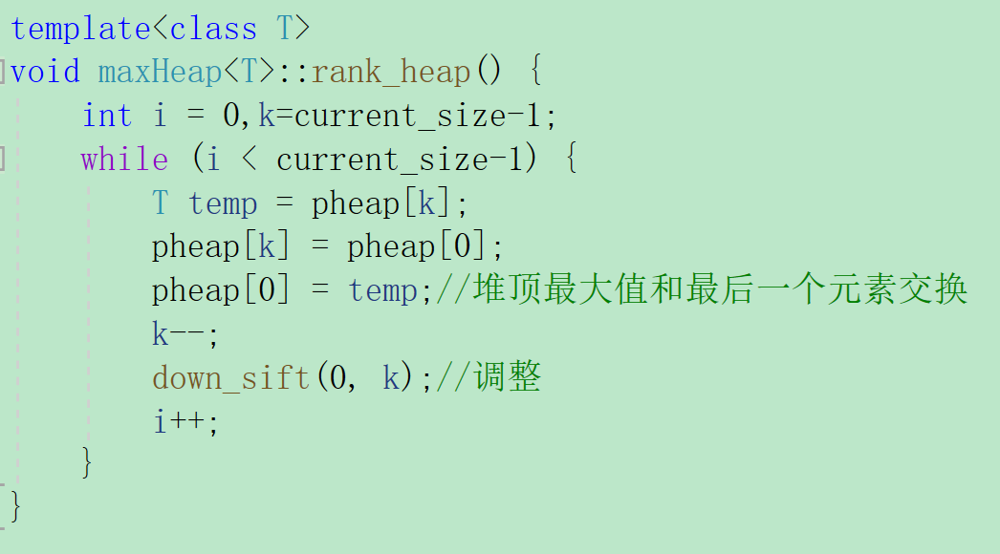 template<class T>
void maxHeap<T>::rank_heap() {
    int i = 0,k=current_size-1;
    while (i < current_size-1) {
        T temp = pheap[k];
        pheap[k] = pheap[0];
        pheap[0] = temp;//堆顶最大值和最后一个元素交换
        k--;
        down_sift(0, k);//调整
        i++;
    }
}